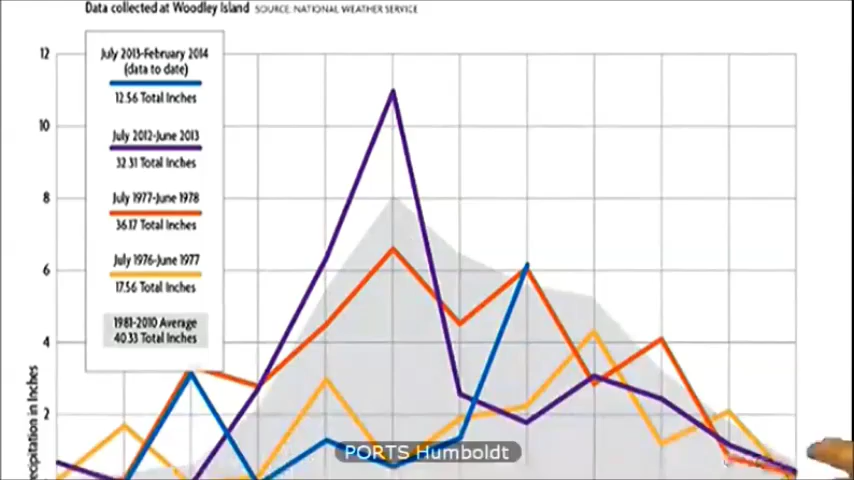 Data collected at Woodley Island SOURCE: NATIONAL WEATHER SERVICE
July 2013-February 2014
(data to date)
12.56 Total Inches
July 2012-June 2013
32.31 Total Inches
July 1977-June 1978
36.17 Total Inches
July 1976-June 1977
17.56 Total Inches
1981-2010 Average
40.33 Total Inches
12
10
8
6
4
2
ecipitation in Inches
PORTS Humboldt